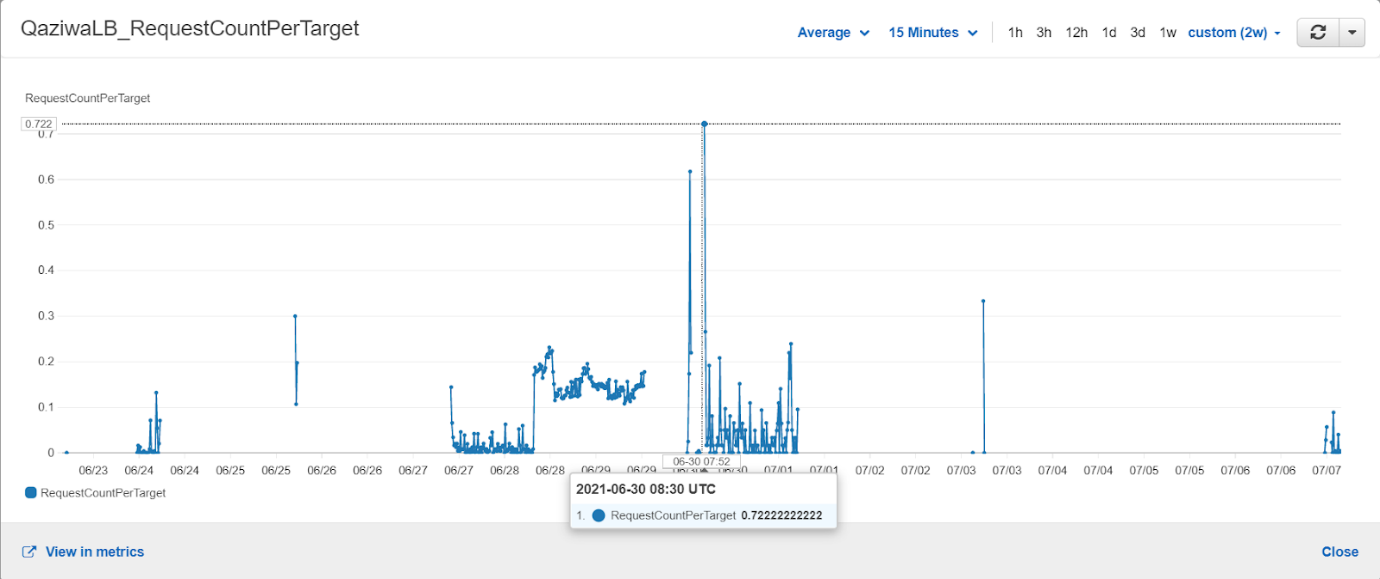 QaziwaLB_RequestCountPerTarget
Average 15 Minutes 1h 3h 12h 1d 3d 1w custom (2w)
RequestCountPerTarget
0.722
0.7
0.6
0.5
0.4
0.3
0.2
0.1
0
06/23 06/24 06/24 06/25 06/25 06/26 06/26 06/27 06/27 06/28 06/28 06/29 06/29 07/01 07/01 07/02 07/02 07/03 07/03 07/04 07/04 07/05 07/05 07/06 07/06 07/07
06-30 07:52
RequestCountPerTarget
2021-06-30 08:30 UTC
1. RequestCountPerTarget 0.72222222222
View in metrics
Close